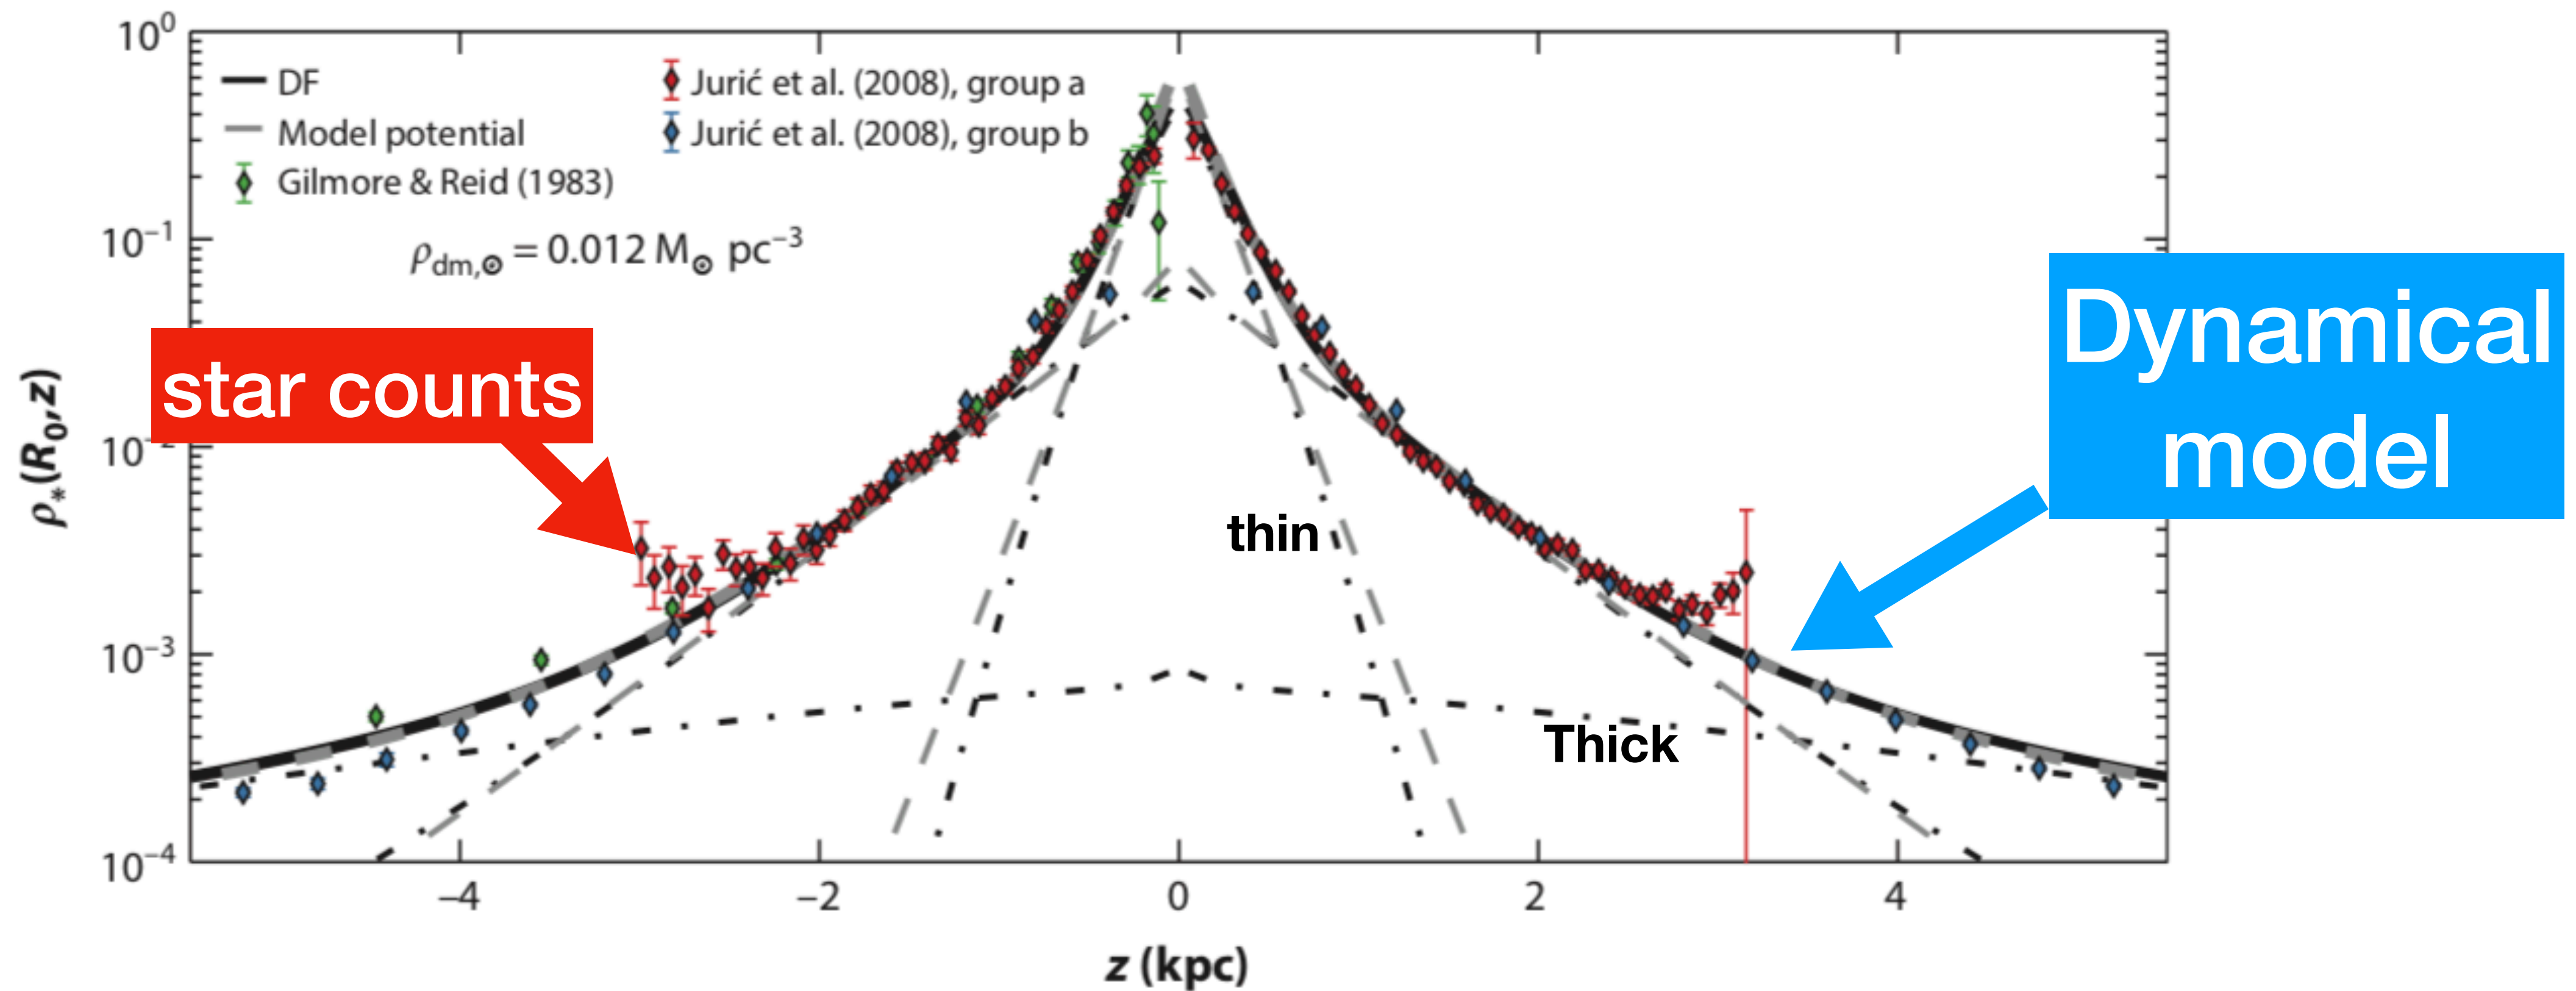 10⁰
10⁻¹
10⁻
10⁻³
10⁻⁴
ρ*(R₀,z)
DF
Model potential
Gilmore & Reid (1983)
Jurić et al. (2008), group a
Jurić et al. (2008), group b
ρdm,⊙ = 0.012 M⊙ pc⁻³
star counts
Dynamical
model
thin
Thick
−4
−2
0
2
4
z (kpc)